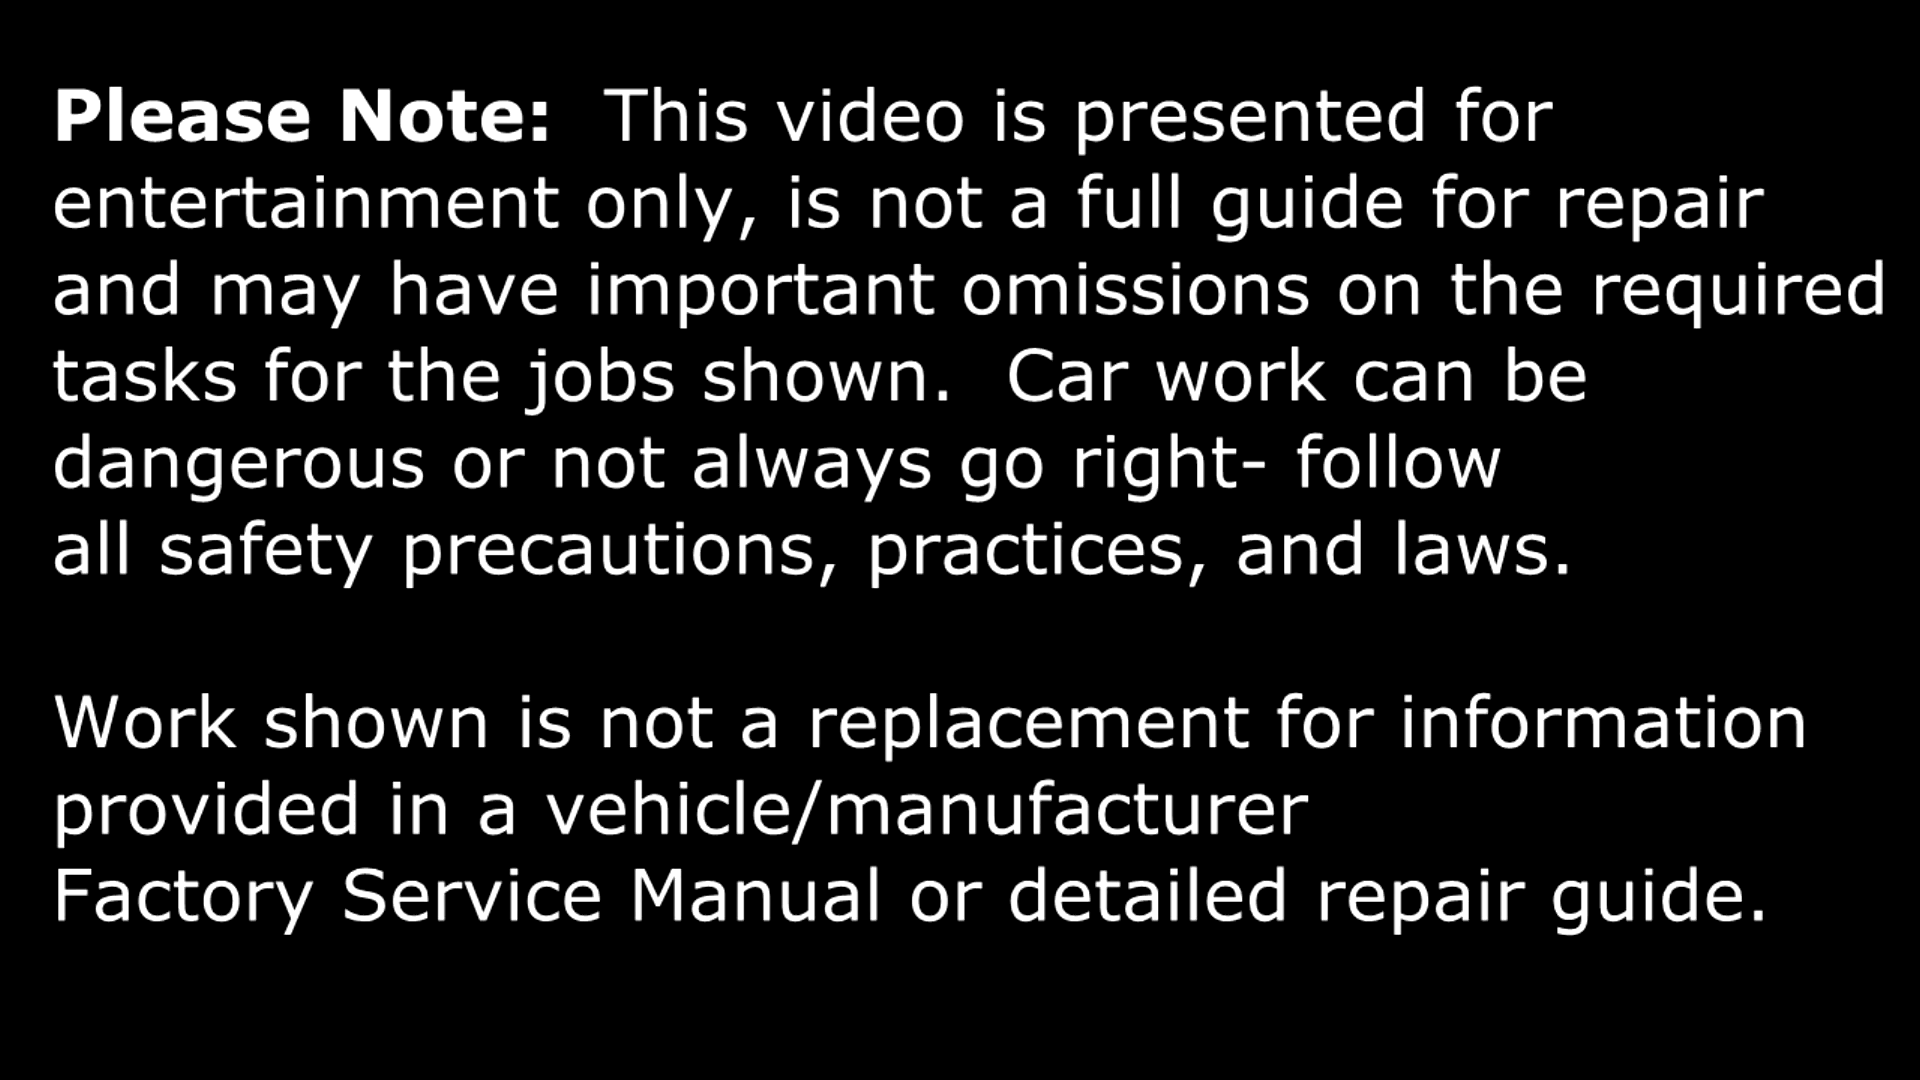 Please Note:  This video is presented for
entertainment only, is not a full guide for repair
and may have important omissions on the required
tasks for the jobs shown.  Car work can be
dangerous or not always go right- follow
all safety precautions, practices, and laws.
Work shown is not a replacement for information
provided in a vehicle/manufacturer
Factory Service Manual or detailed repair guide.